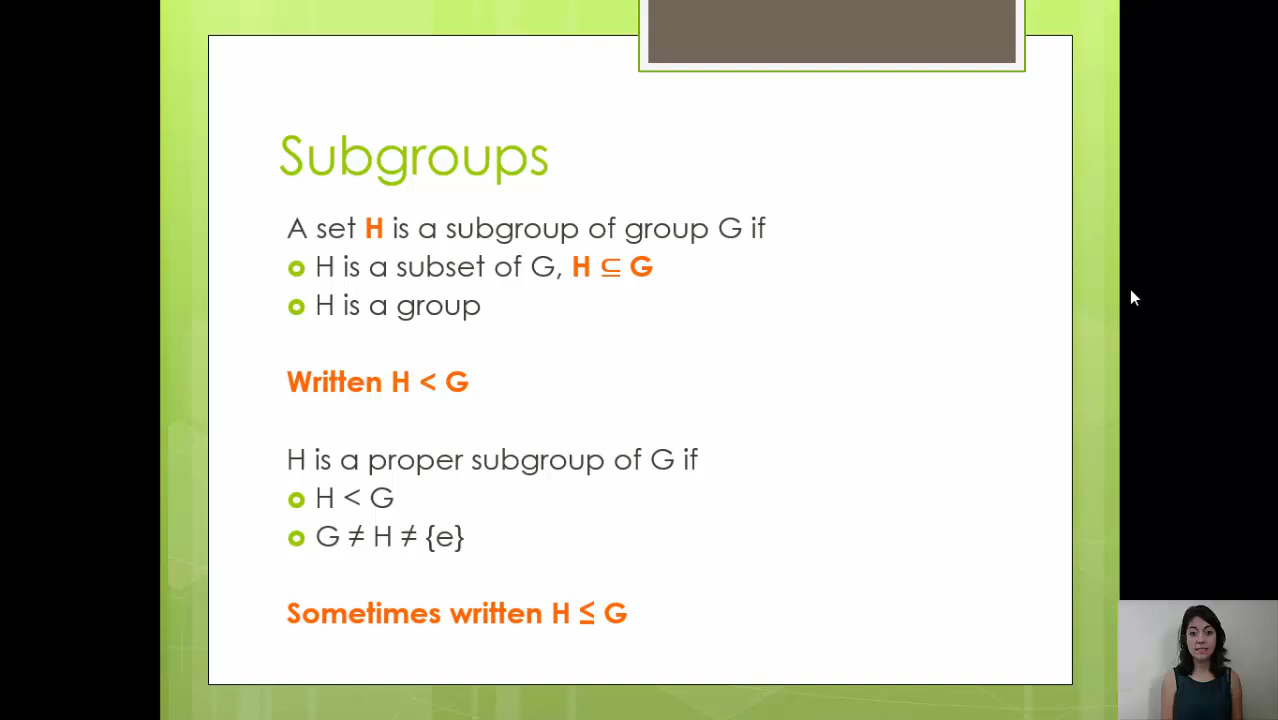 Subgroups
A set H is a subgroup of group G if
H is a subset of G, H ⊆ G
H is a group
Written H < G
H is a proper subgroup of G if
H < G
G ≠ H ≠ {e}
Sometimes written H ≤ G